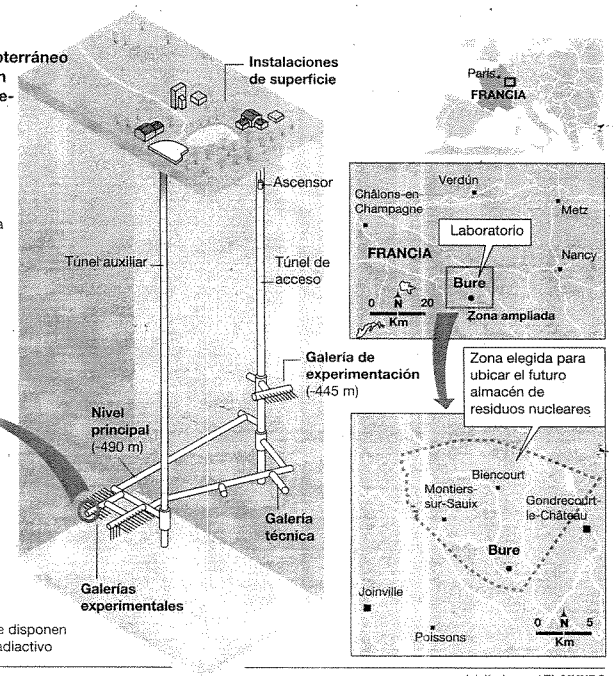 oterráneo
n
e-
a
Instalaciones
de superficie
Ascensor
Túnel auxiliar
Túnel de
acceso
Galería de
experimentación
(-445 m)
Nivel
principal
(-490 m)
Galería
técnica
Galerías
experimentales
e disponen
adiactivo
París
FRANCIA
Verdún
Châlons-en-
Champagne
Metz
Laboratorio
FRANCIA
Nancy
Bure
0 N 20
Km
Zona ampliada
Zona elegida para
ubicar el futuro
almacén de
residuos nucleares
Biencourt
Montiers-
sur-Saulx
Gondrecourt-
le-Château
Bure
Joinville
Poissons
0 N 5
Km